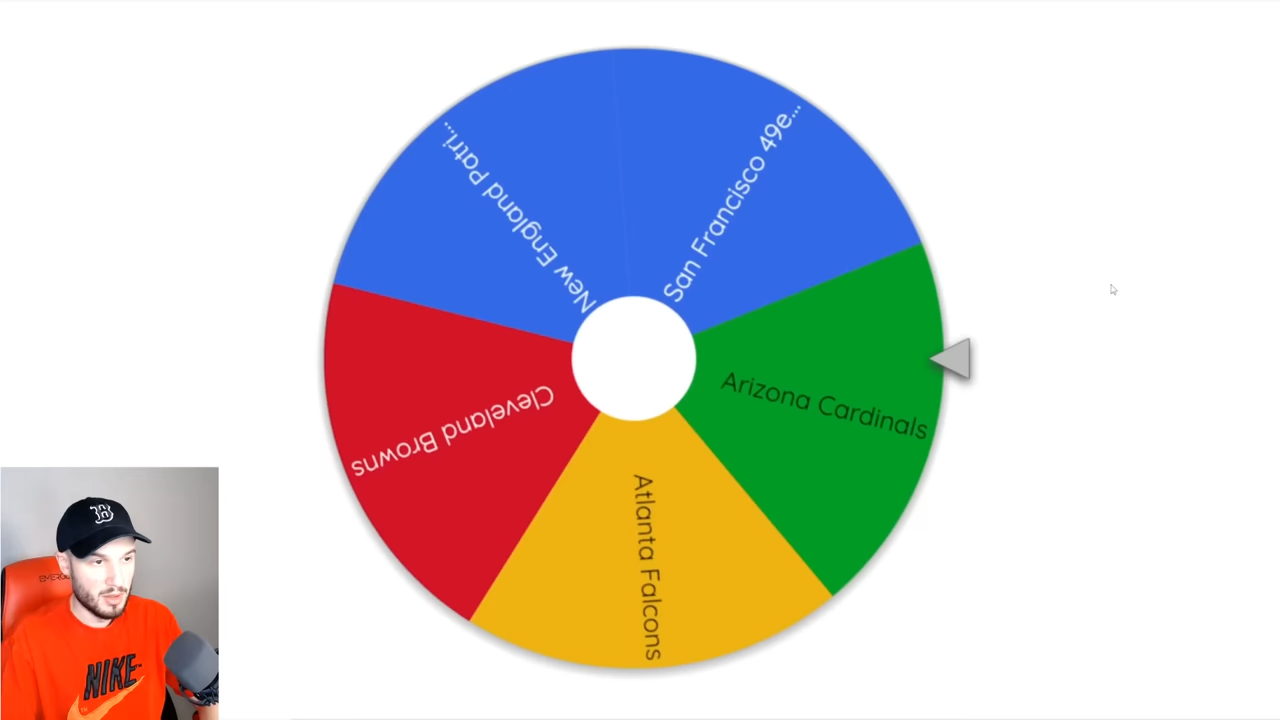 New England Patri...
San Francisco 49e...
Arizona Cardinals
Atlanta Falcons
Cleveland Browns
B
NIKE